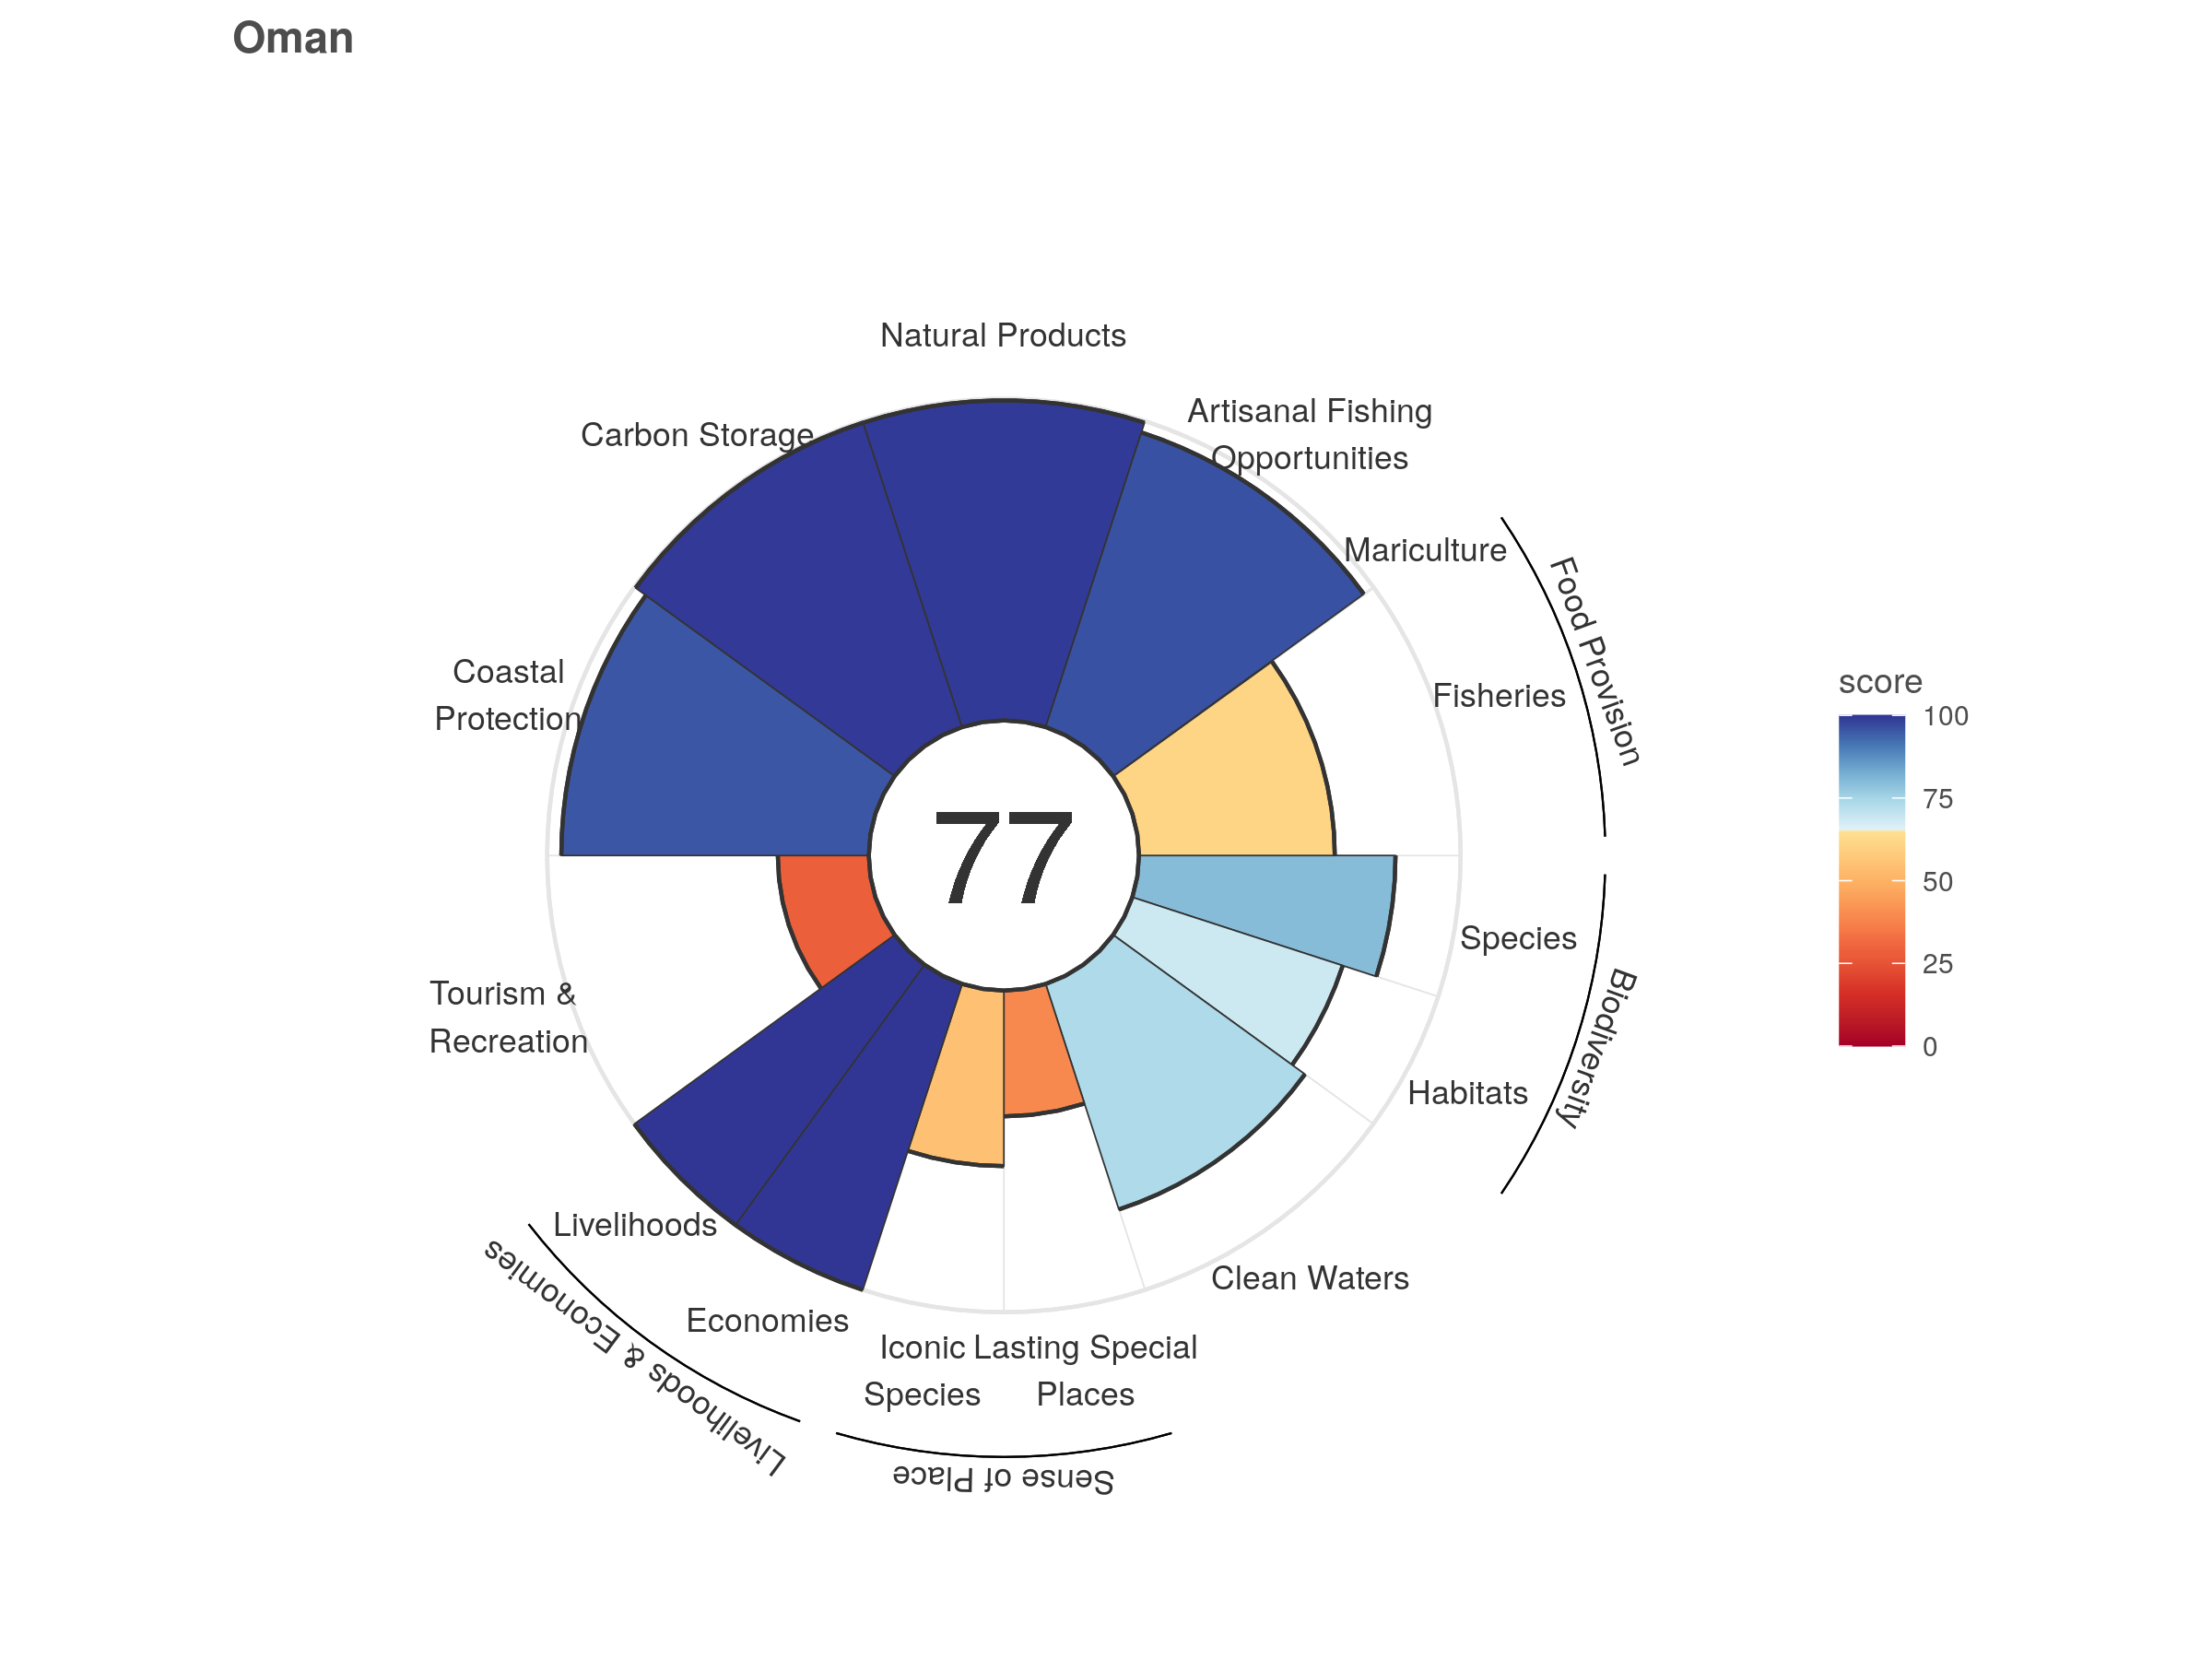 Oman
Natural Products
Artisanal Fishing
Opportunities
Carbon Storage
Mariculture
Food Provision
Fisheries
Coastal
Protection
score
100
75
50
25
0
77
Species
Biodiversity
Habitats
Tourism &
Recreation
Livelihoods
Livelihoods & Economies
Economies
Clean Waters
Iconic
Species
Lasting Special
Places
Sense of Place